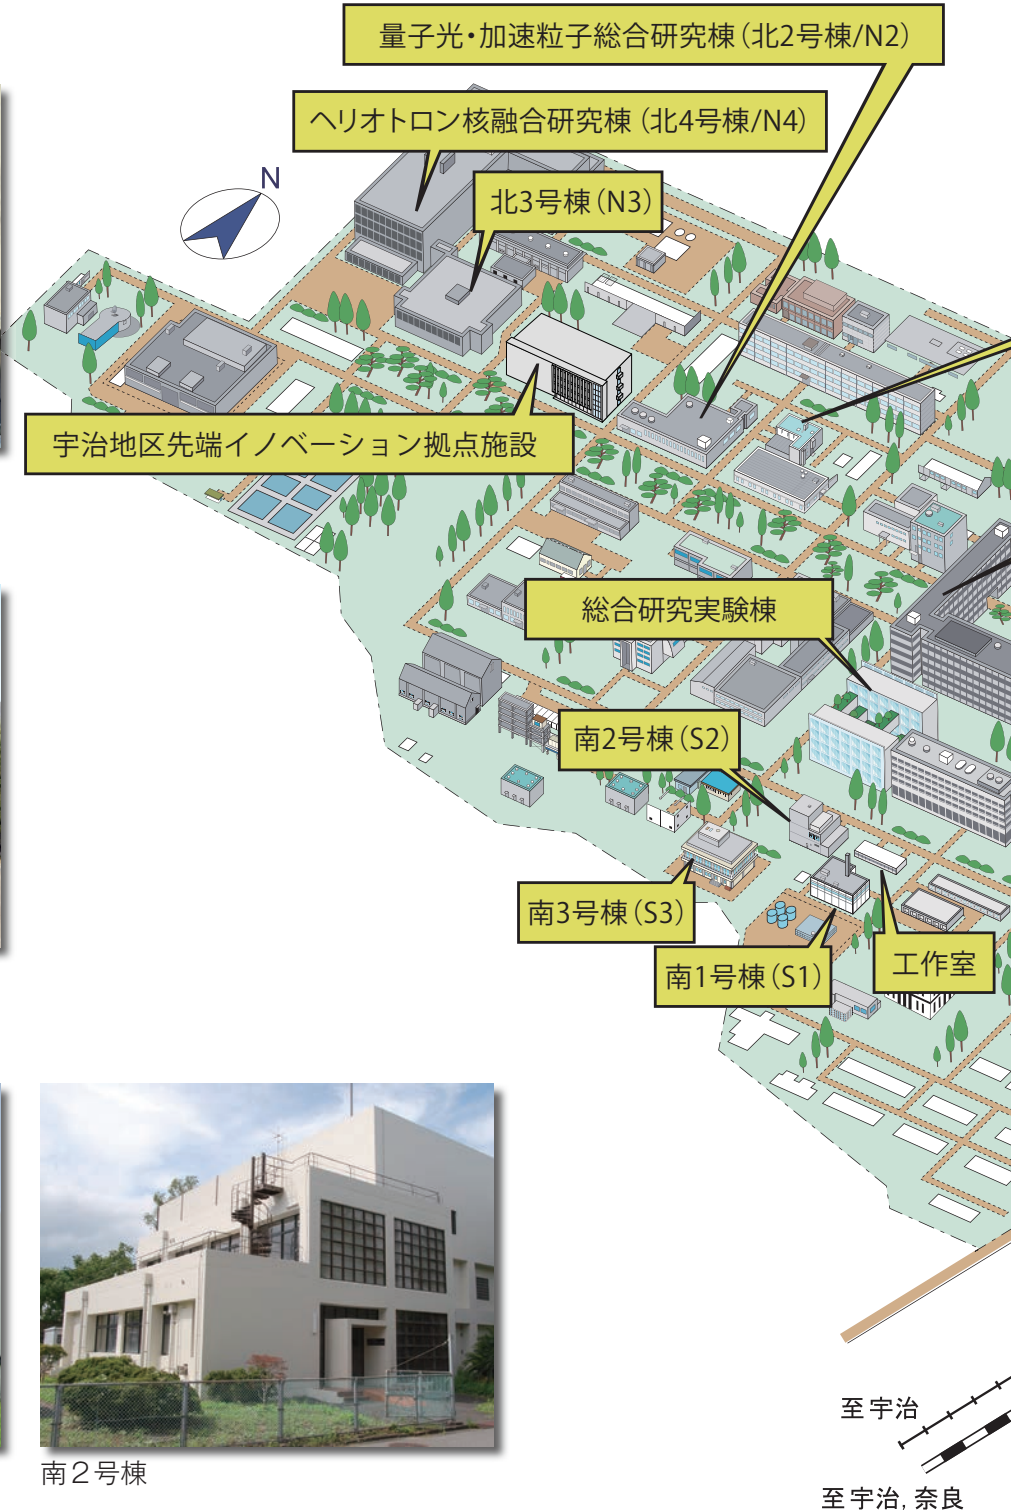 量子光・加速粒子総合研究棟（北2号棟/N2）
ヘリオトロン核融合研究棟（北4号棟/N4）
N
北3号棟（N3）
宇治地区先端イノベーション拠点施設
総合研究実験棟
南2号棟（S2）
南3号棟（S3）
工作室
南1号棟（S1）
至宇治
南２号棟
至宇治, 奈良